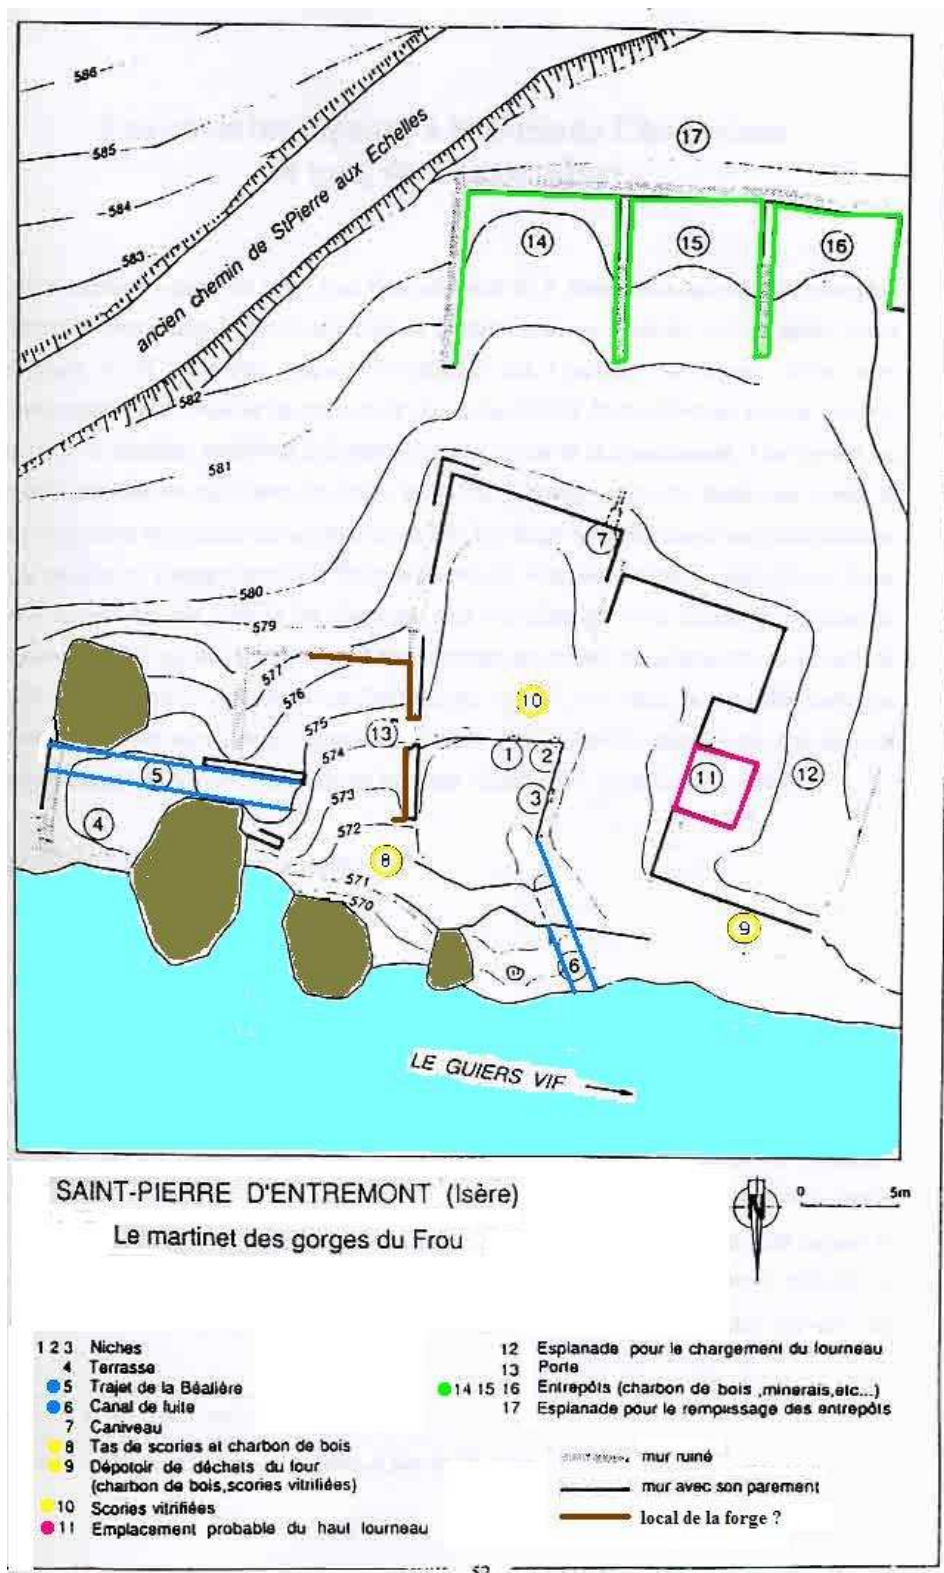 586
585
584
583
582
581
580
579
577
576
575
574
573
572
571
570
ancien chemin de StPierre aux Echelles
17
14
15
16
7
10
13
1
2
3
5
4
11
12
8
9
6
LE GUIERS VIF
SAINT-PIERRE D'ENTREMONT (Isère)
Le martinet des gorges du Frou
N
0 5m
1 2 3 Niches
4 Terrasse
5 Trajet de la Béalière
6 Canal de fuite
7 Caniveau
8 Tas de scories et charbon de bois
9 Dépotoir de déchets du four
(charbon de bois,scories vitrifiées)
10 Scories vitrifiées
11 Emplacement probable du haut fourneau
12 Esplanade pour le chargement du fourneau
13 Porte
14 15 16 Entrepôts (charbon de bois ,minerais,etc...)
17 Esplanade pour le remplissage des entrepôts
mur ruiné
mur avec son parement
local de la forge ?